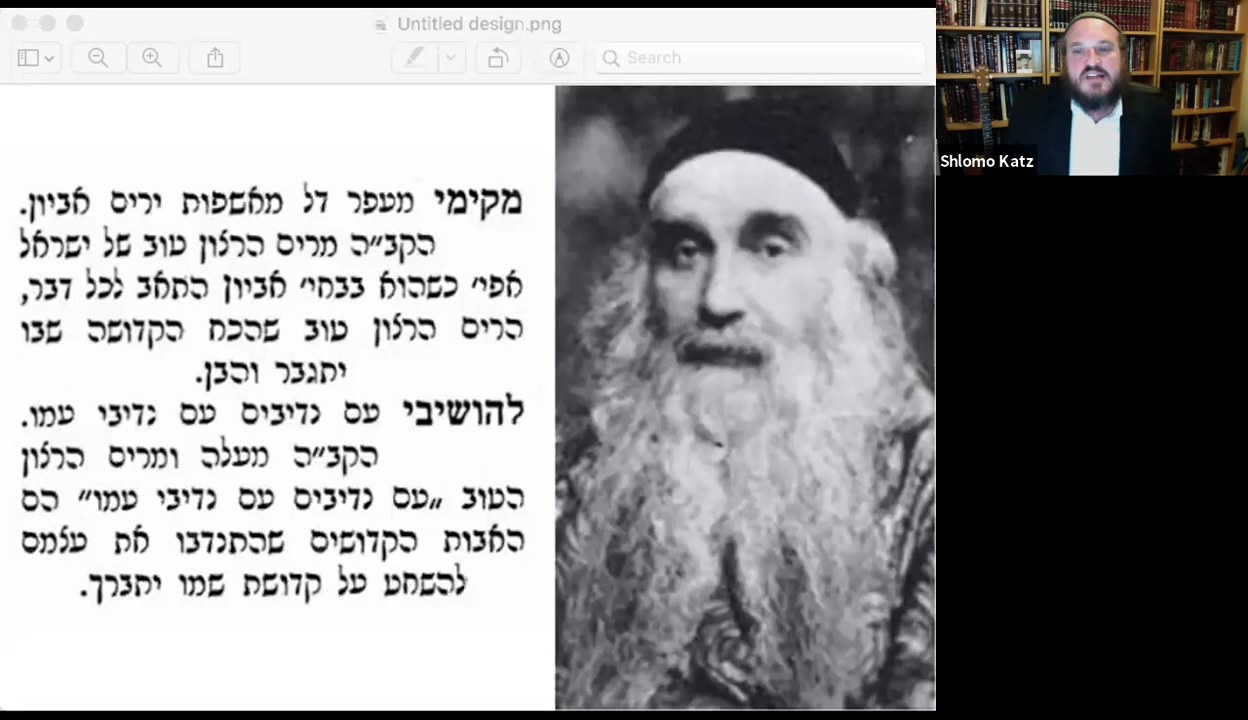 Untitled design.png
Search
Shlomo Katz
מקימי מעפר דל מאשפות ירים אביון.
הקב״ה מרים הרצון טוב של ישראל
אפי׳ כשהוא בבחי׳ אביון התאב לכל דבר,
הרים הרצון טוב שהכח הקדושה שבו
יתגבר והבן.
להושיבי עם נדיבים עם נדיבי עמו.
הקב״ה מעלה ומרים הרצון
הטוב „עם נדיבים עם נדיבי עמו״ הם
האבות הקדושים שהתנדבו את עצמם
להשחט על קדושת שמו יתברך.